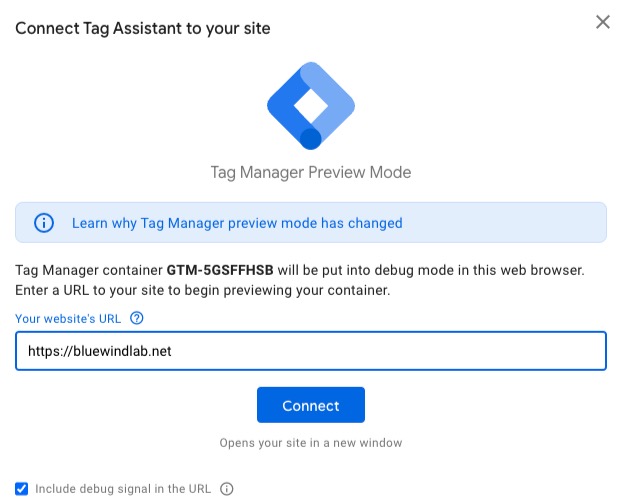 Connect Tag Assistant to your site
Tag Manager Preview Mode
Learn why Tag Manager preview mode has changed
Tag Manager container GTM-5GSFFHSB will be put into debug mode in this web browser.
Enter a URL to your site to begin previewing your container.
Your website's URL
https://bluewindlab.net
Connect
Opens your site in a new window
Include debug signal in the URL